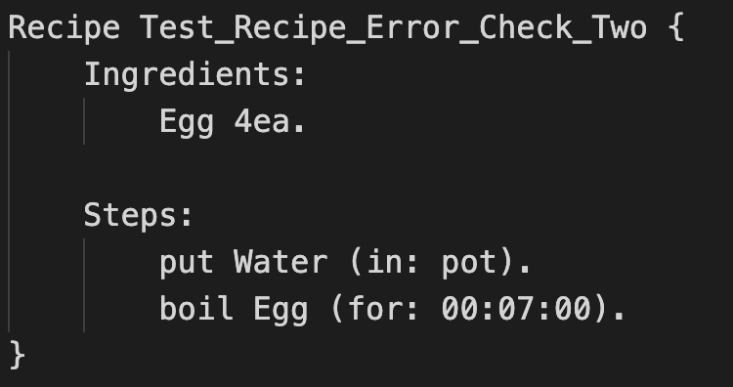 Recipe Test_Recipe_Error_Check_Two {
Ingredients:
Egg 4ea.
Steps:
put Water (in: pot).
boil Egg (for: 00:07:00).
}